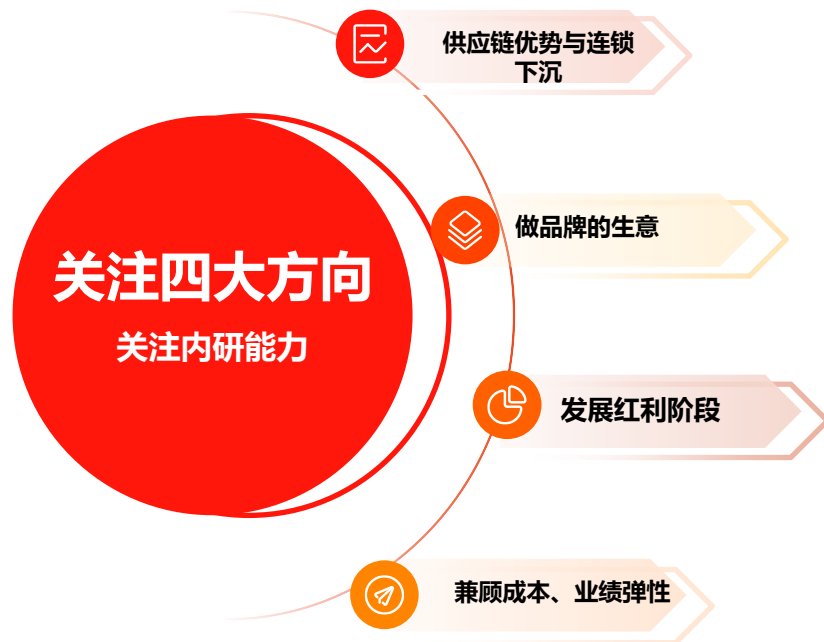 供应链优势与连锁
下沉
做品牌的生意
关注四大方向
关注内研能力
发展红利阶段
兼顾成本、业绩弹性